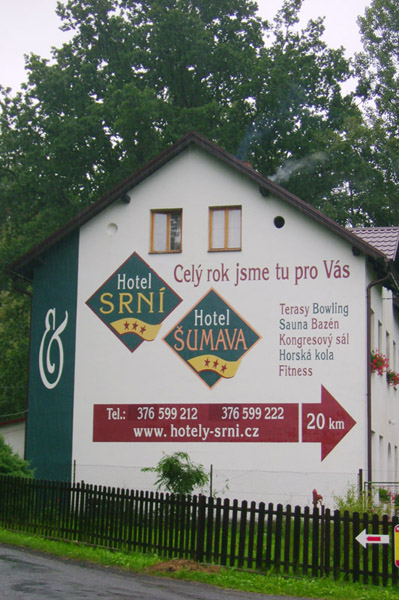 &
Hotel
SRNÍ
Hotel
ŠUMAVA
Celý rok jsme tu pro Vás
Terasy Bowling
Sauna Bazén
Kongresový sál
Horská kola
Fitness
Tel.: 376 599 212 376 599 222
www.hotely-srni.cz
20 km